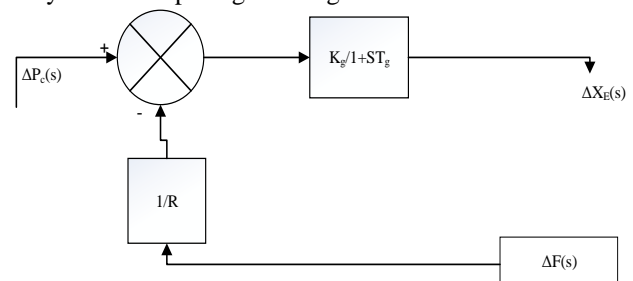 +
ΔP_c(s)
K_g/1+ST_g
ΔX_E(s)
-
1/R
ΔF(s)